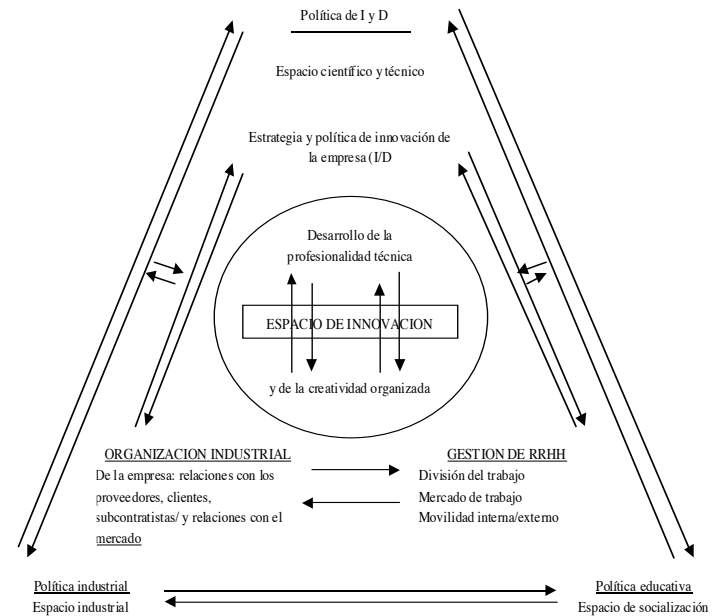 Política de I y D
Espacio científico y técnico
Estrategia y política de innovación de
la empresa (I/D
Desarrollo de la
profesionalidad técnica
ESPACIO DE INNOVACION
y de la creatividad organizada
ORGANIZACION INDUSTRIAL
De la empresa: relaciones con los
proveedores, clientes,
subcontratistas/ y relaciones con el
mercado
GESTION DE RRHH
División del trabajo
Mercado de trabajo
Movilidad interna/externo
Política industrial
Espacio industrial
Política educativa
Espacio de socialización